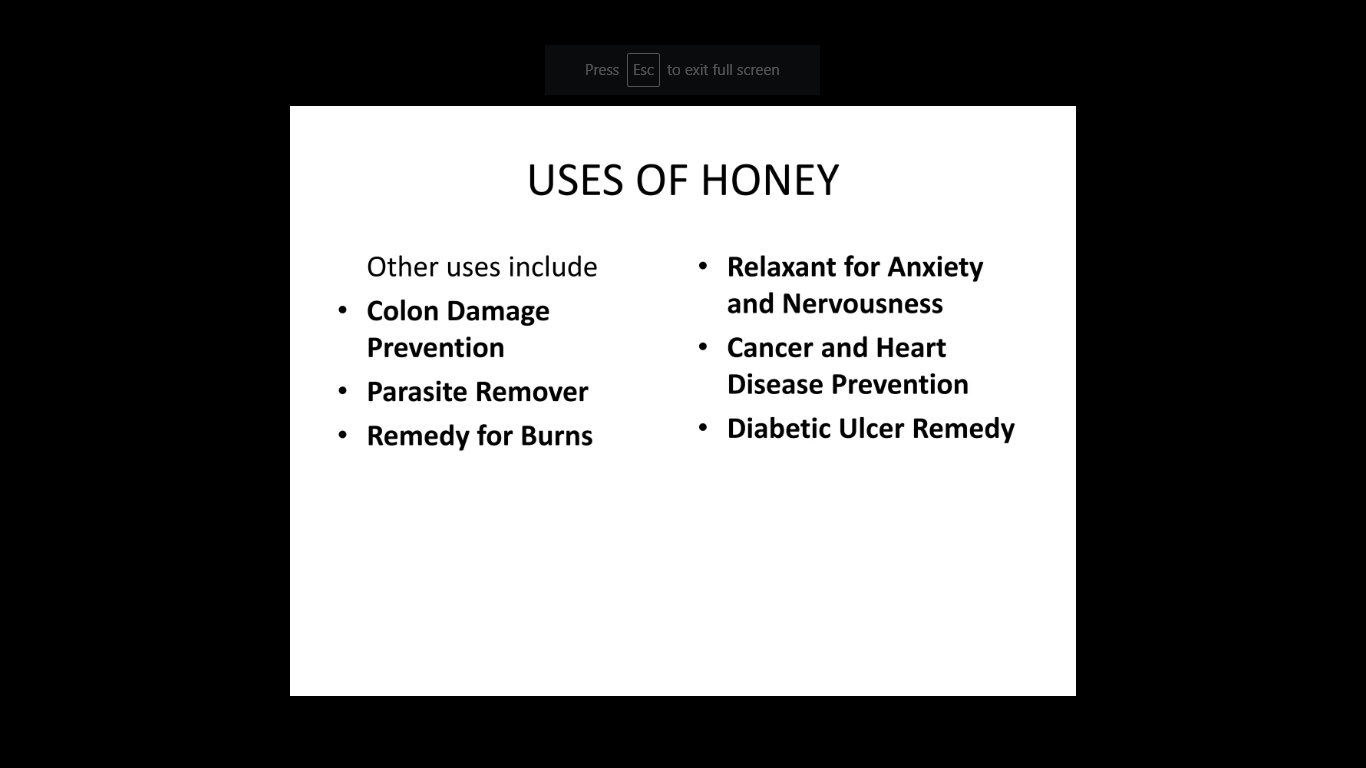 Press Esc to exit full screen
USES OF HONEY
Other uses include
• Colon Damage
Prevention
• Parasite Remover
• Remedy for Burns
• Relaxant for Anxiety
and Nervousness
• Cancer and Heart
Disease Prevention
• Diabetic Ulcer Remedy